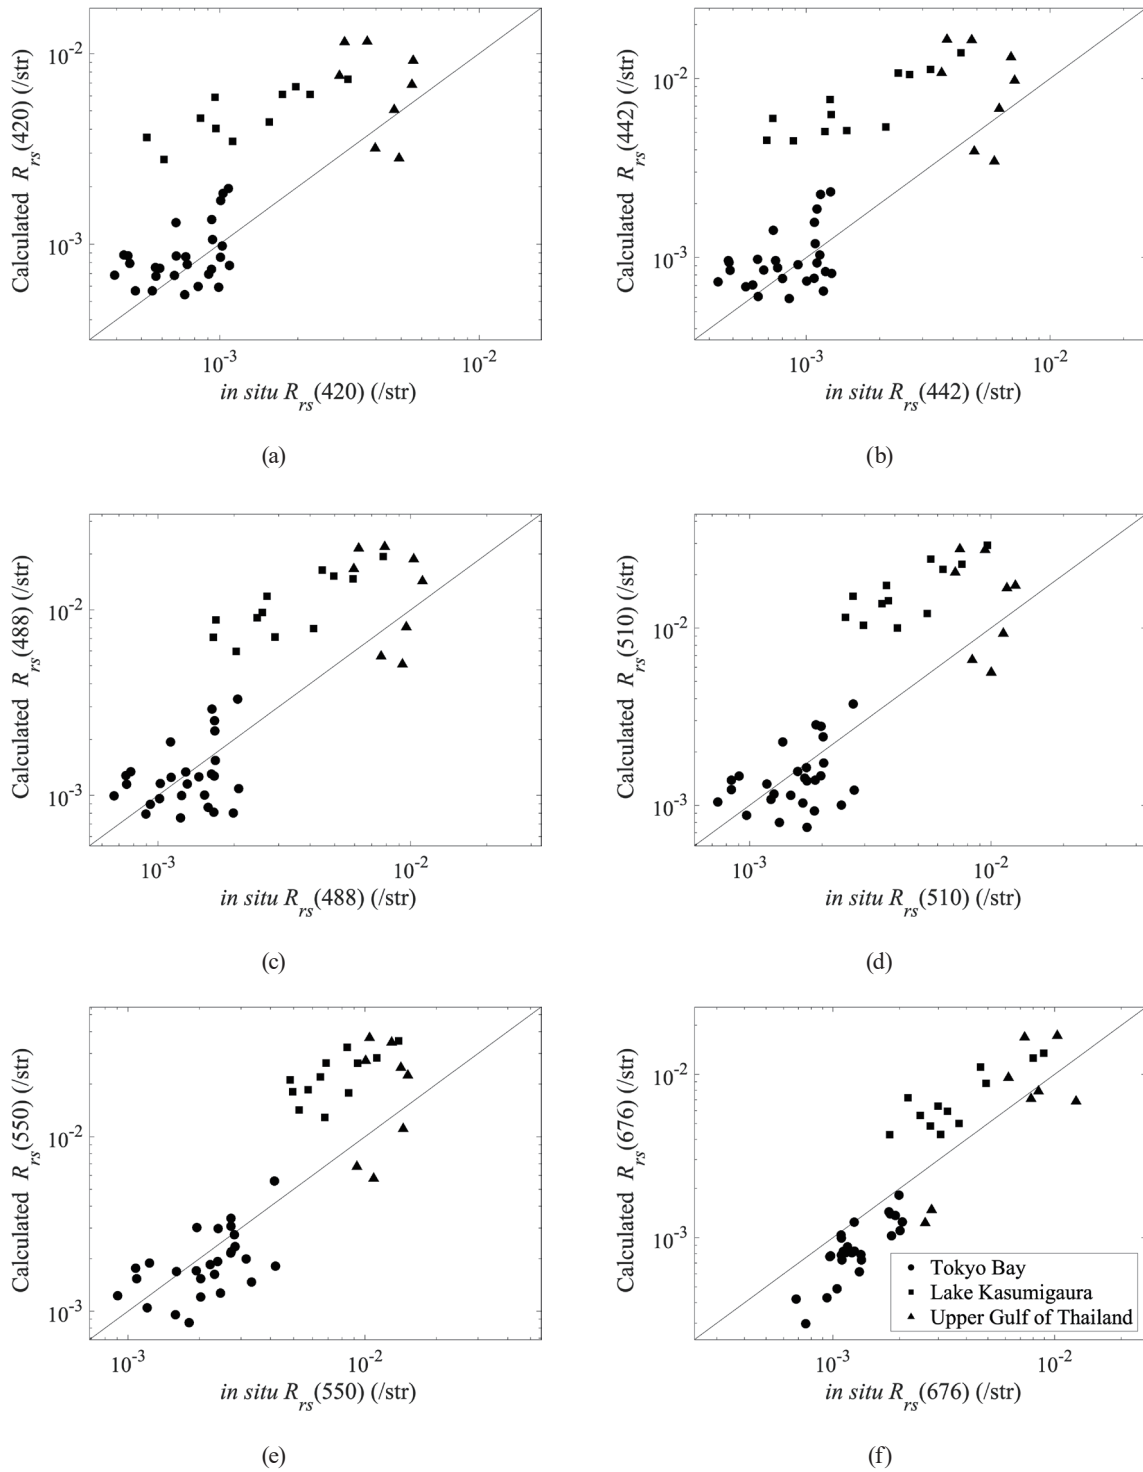 10^-2
10^-3
Calculated R_rs(420) (/str)
10^-3 10^-2
in situ R_rs(420) (/str)
(a)
10^-2
10^-3
Calculated R_rs(442) (/str)
10^-3 10^-2
in situ R_rs(442) (/str)
(b)
10^-2
10^-3
Calculated R_rs(488) (/str)
10^-3 10^-2
in situ R_rs(488) (/str)
(c)
10^-2
10^-3
Calculated R_rs(510) (/str)
10^-3 10^-2
in situ R_rs(510) (/str)
(d)
10^-2
10^-3
Calculated R_rs(550) (/str)
10^-3 10^-2
in situ R_rs(550) (/str)
(e)
10^-2
10^-3
Calculated R_rs(676) (/str)
Tokyo Bay
Lake Kasumigaura
Upper Gulf of Thailand
10^-3 10^-2
in situ R_rs(676) (/str)
(f)